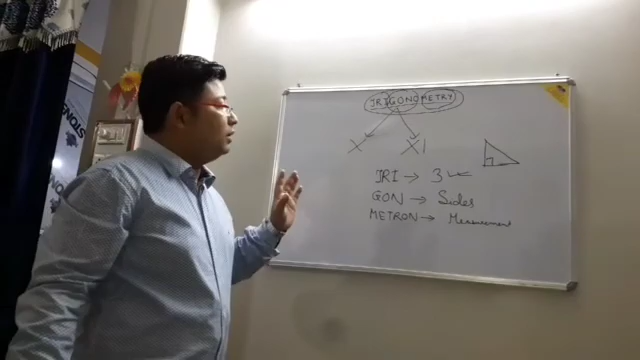 TRIGONOMETRY
X XI
TRI → 3
GON → Sides
METRON → Measurement